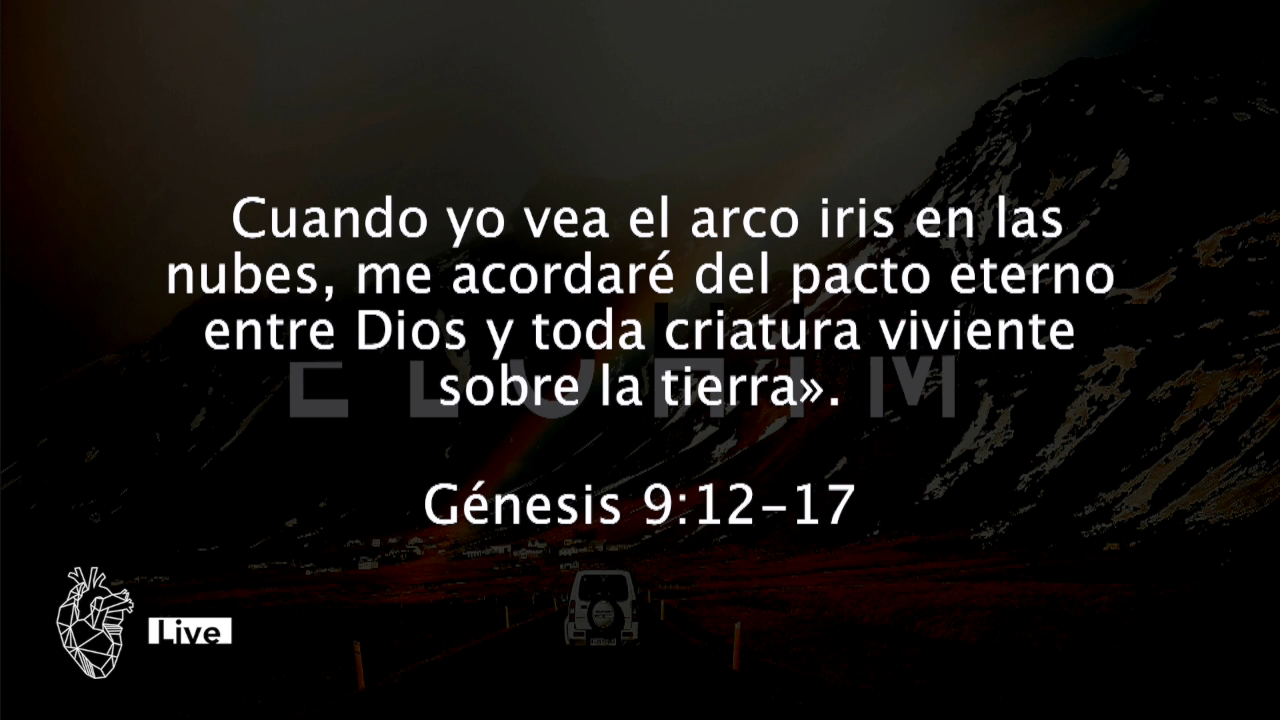 Cuando yo vea el arco iris en las
nubes, me acordaré del pacto eterno
entre Dios y toda criatura viviente
sobre la tierra».
ELOHIM
Génesis 9:12-17
Live